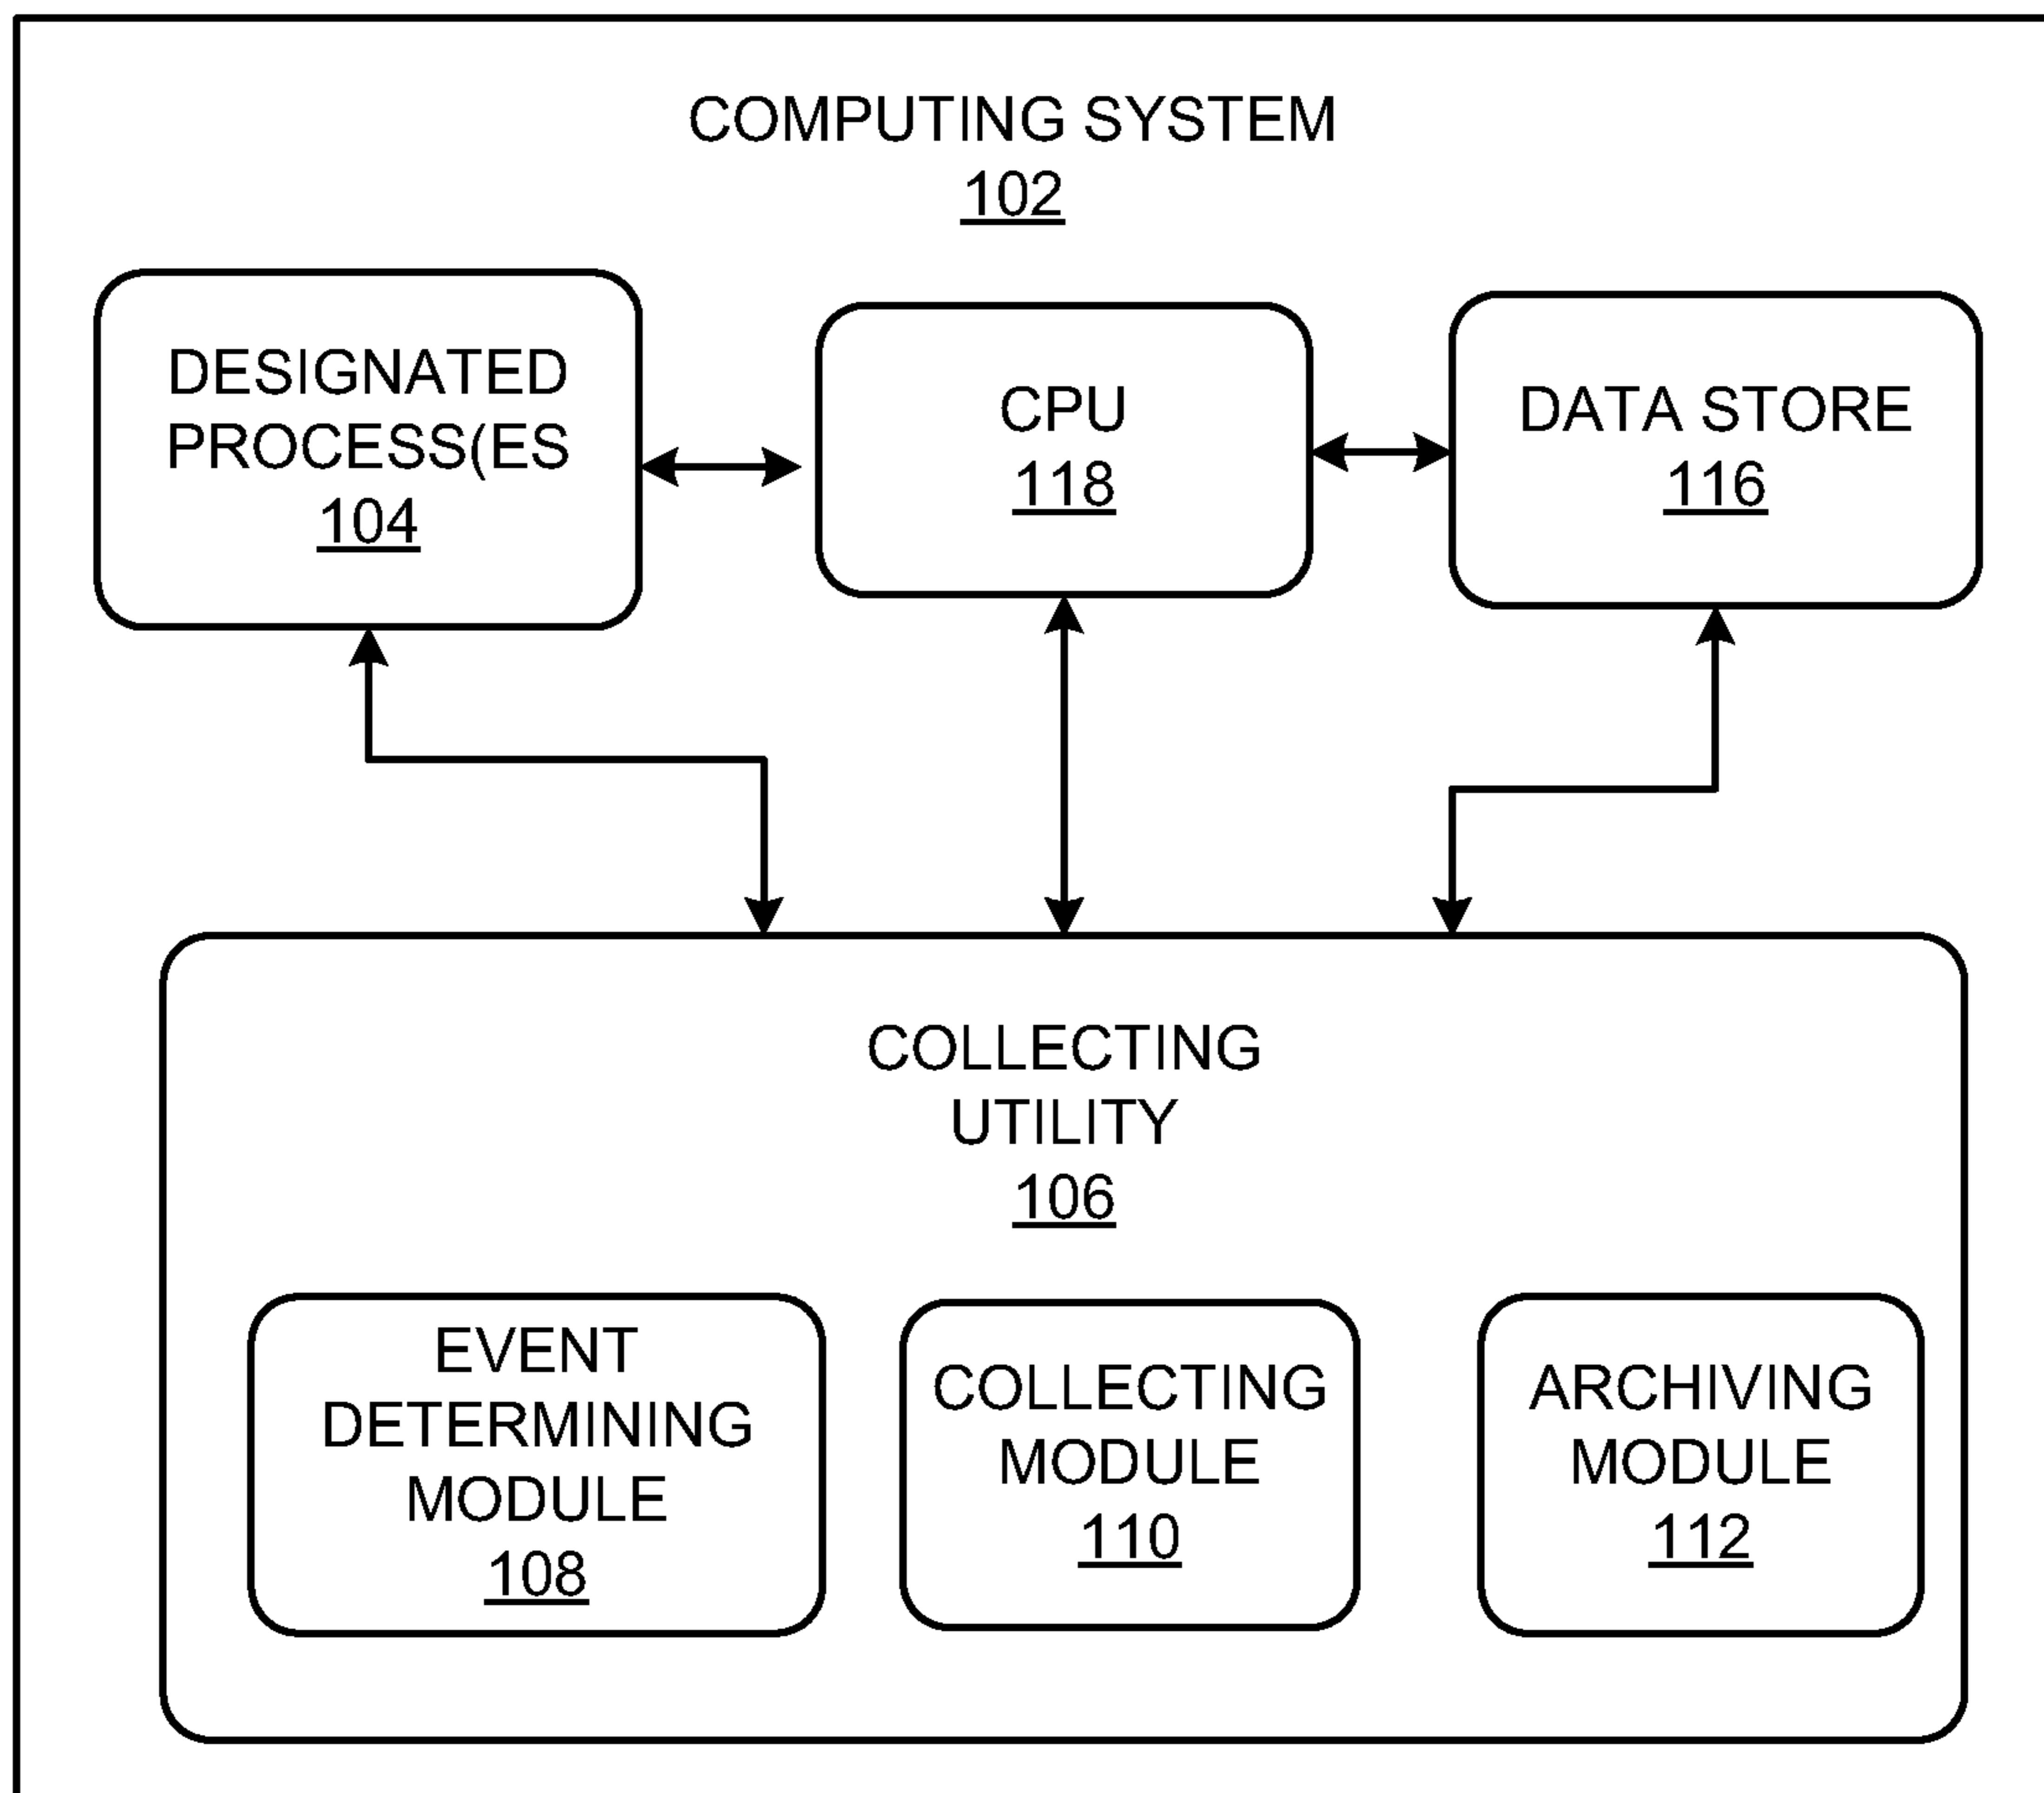 COMPUTING SYSTEM
102
DESIGNATED
PROCESS(ES
104
CPU
118
DATA STORE
116
COLLECTING
UTILITY
106
EVENT
DETERMINING
MODULE
108
COLLECTING
MODULE
110
ARCHIVING
MODULE
112